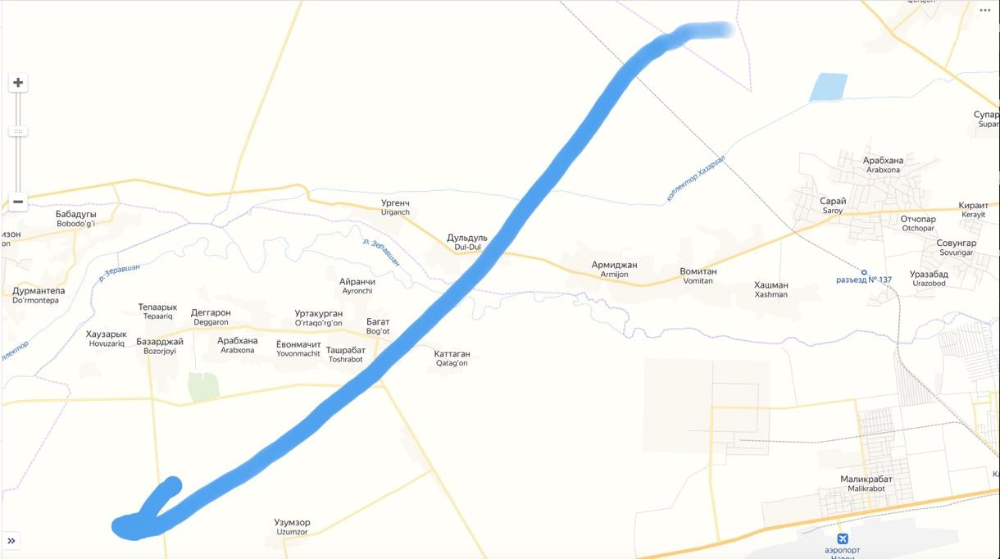 Qorajon
Супар
Supar
Арабхана
Arabxona
коллектор Хазаргал
Сарай
Saroy
Кираит
Kerayit
Ургенч
Urganch
Бабадугы
Bobodo'g'i
Отчопар
Otchopar
изон
on
Дульдуль
Dul-Dul
р. Зеравшан
Совунгар
Sovungar
Армиджан
Armijon
Вомитан
Vomitan
р. Зеравшан
разъезд № 137
Уразабад
Urazobod
Айранчи
Ayronchi
Хашман
Xashman
Дурмантепа
Do'rmontepa
Тепаарык
Tepaariq
Деггарон
Deggaron
Уртакурган
O'rtaqo'rg'on
Багат
Bog'ot
Хаузарык
Hovuzariq
Базарджай
Bozorjoyi
Арабхана
Arabxona
Ёвонмачит
Yovonmachit
Ташрабат
Toshrabot
Каттаган
Qatag'on
ллектор
Маликрабат
Malikrabot
Ка
Узумзор
Uzumzor
аэропорт
Навои